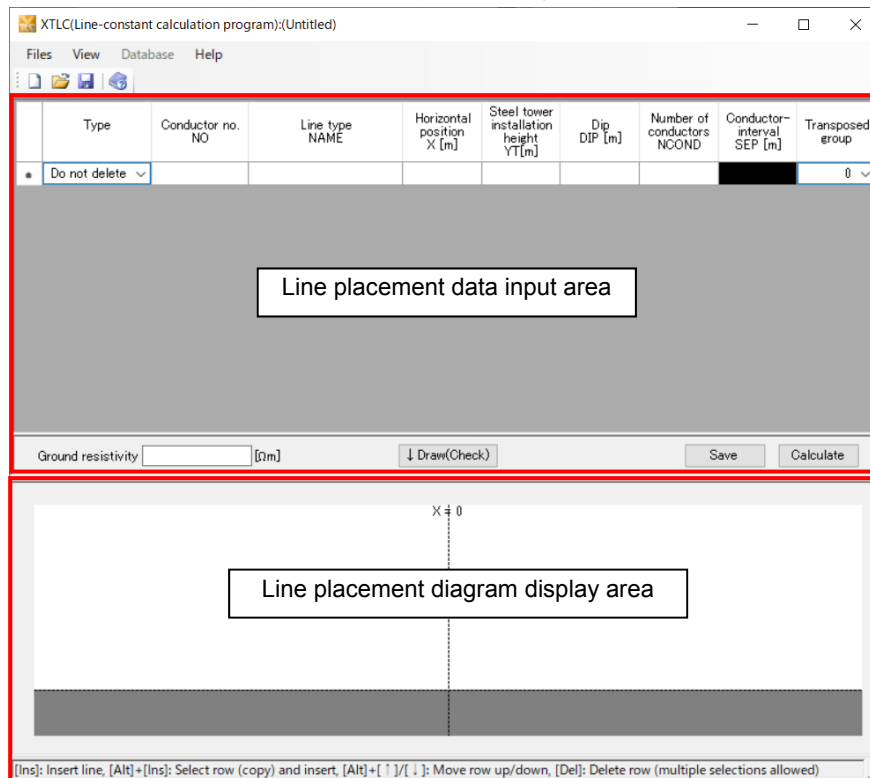 XTLC(Line-constant calculation program):(Untitled)
Files View Database Help
Type
Conductor no.
NO
Line type
NAME
Horizontal
position
X [m]
Steel tower
installation
height
YT[m]
Dip
DIP [m]
Number of
conductors
NCOND
Conductor-
interval
SEP [m]
Transposed
group
Do not delete
0
Line placement data input area
Ground resistivity [Ωm]
↓ Draw(Check)
Save
Calculate
X = 0
Line placement diagram display area
[Ins]: Insert line, [Alt]+[Ins]: Select row (copy) and insert, [Alt]+[ ↑ ]/[ ↓ ]: Move row up/down, [Del]: Delete row (multiple selections allowed)